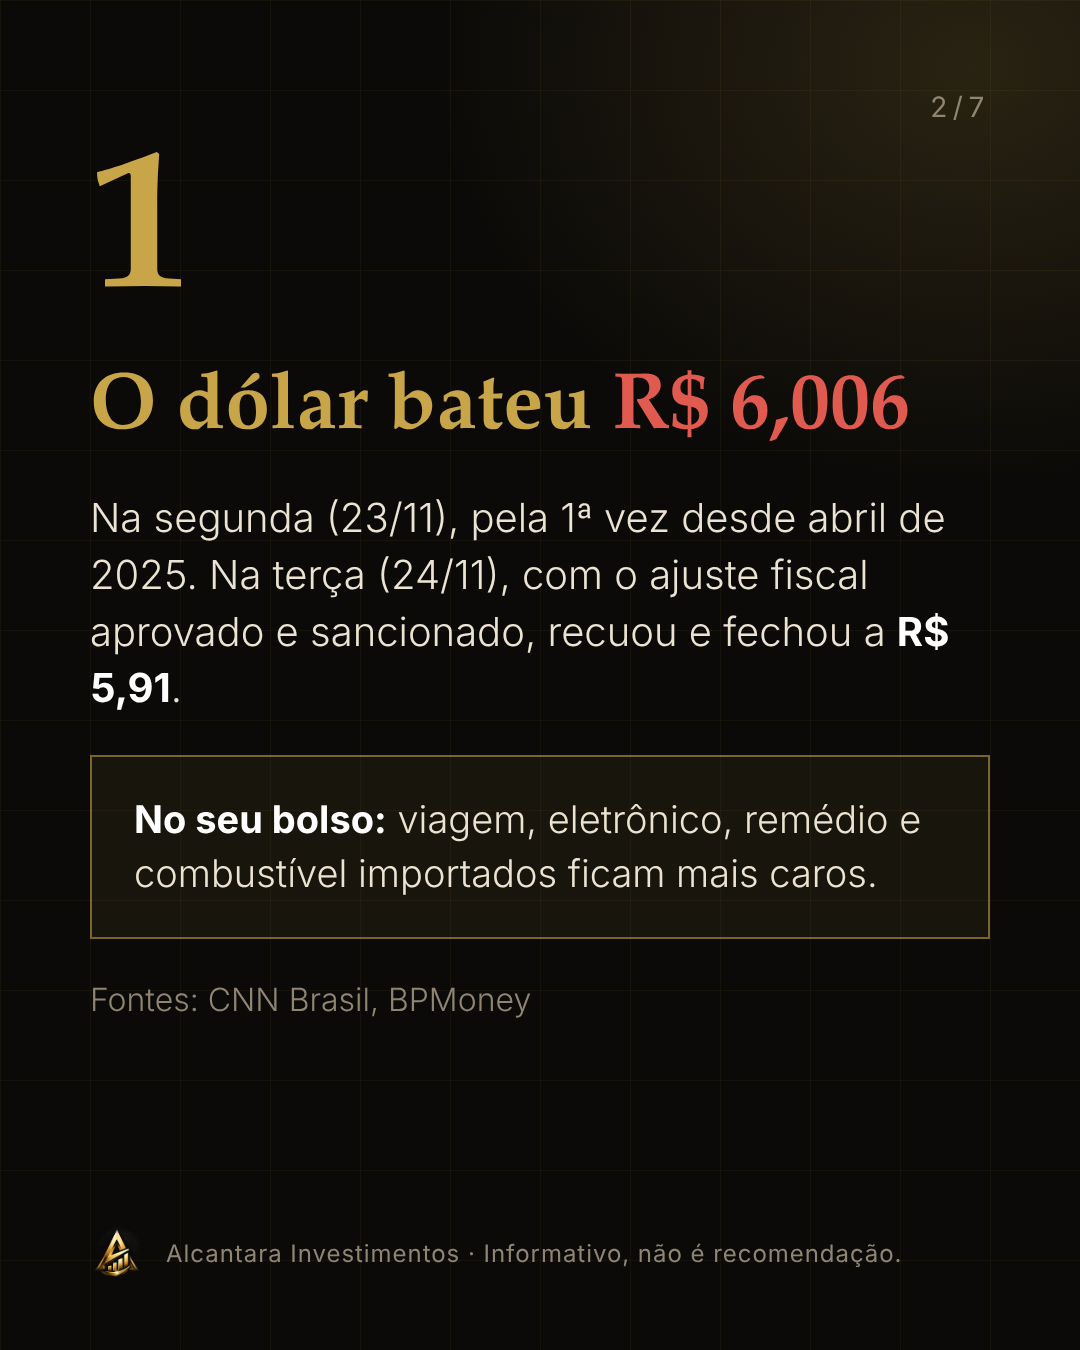 2/7
1
O dólar bateu R$ 6,006
Na segunda (23/11), pela 1ª vez desde abril de
2025. Na terça (24/11), com o ajuste fiscal
aprovado e sancionado, recuou e fechou a R$
5,91.
No seu bolso: viagem, eletrônico, remédio e
combustível importados ficam mais caros.
Fontes: CNN Brasil, BPMoney
Alcantara Investimentos · Informativo, não é recomendação.